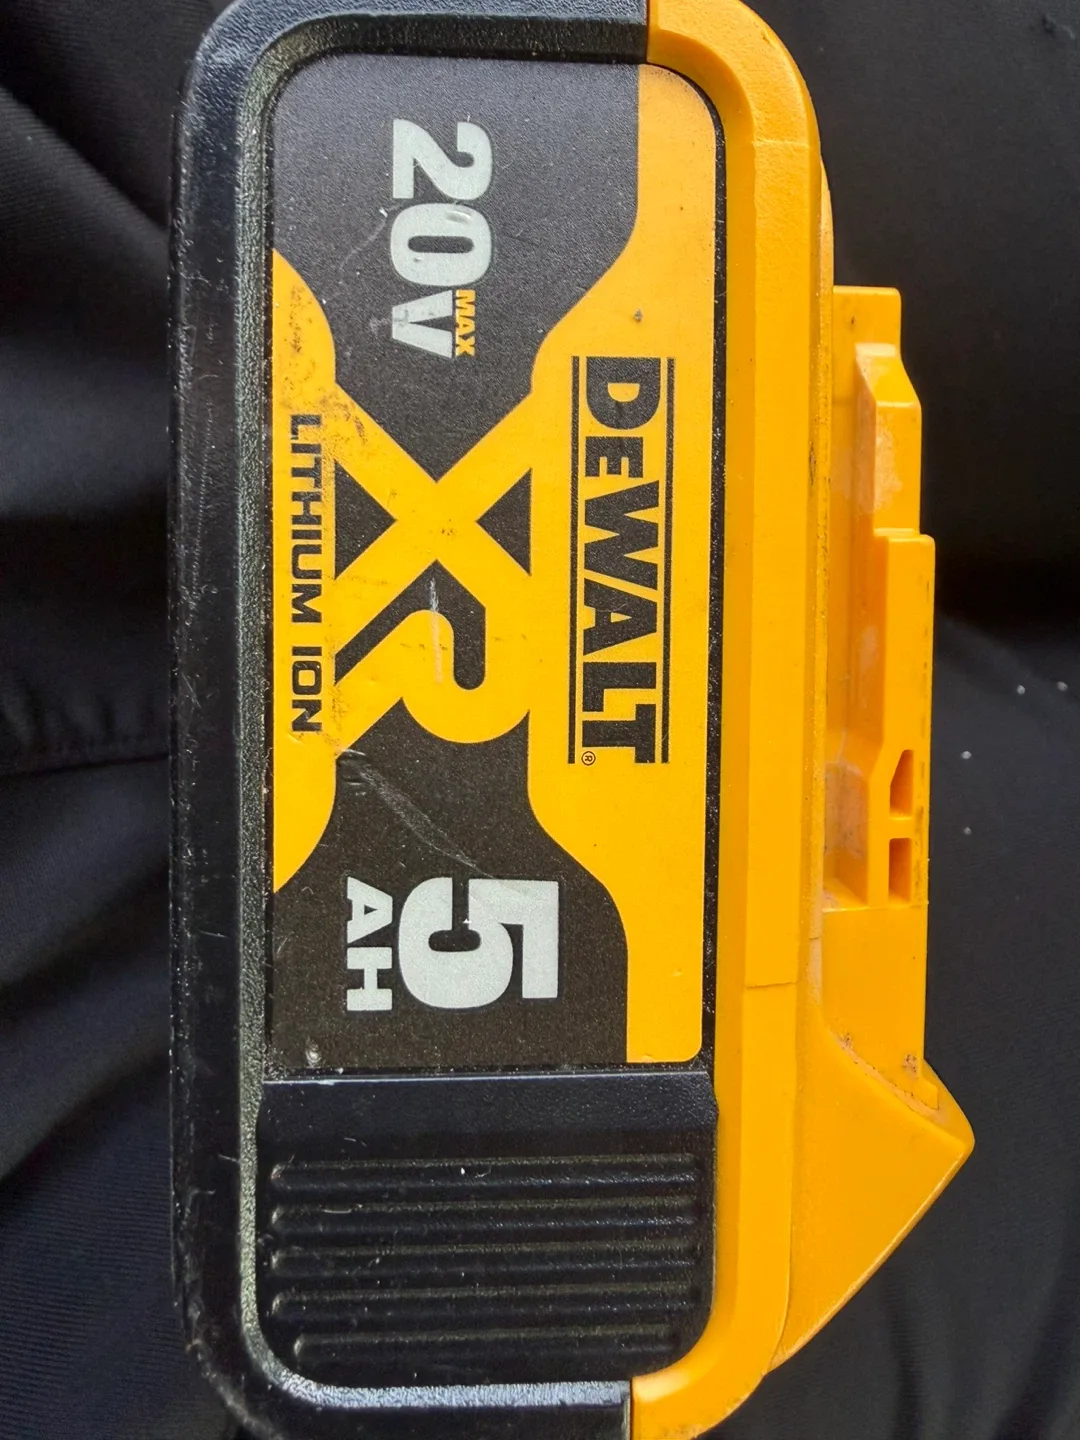 DEWALT®
20V MAX
XR
LITHIUM ION
5
AH